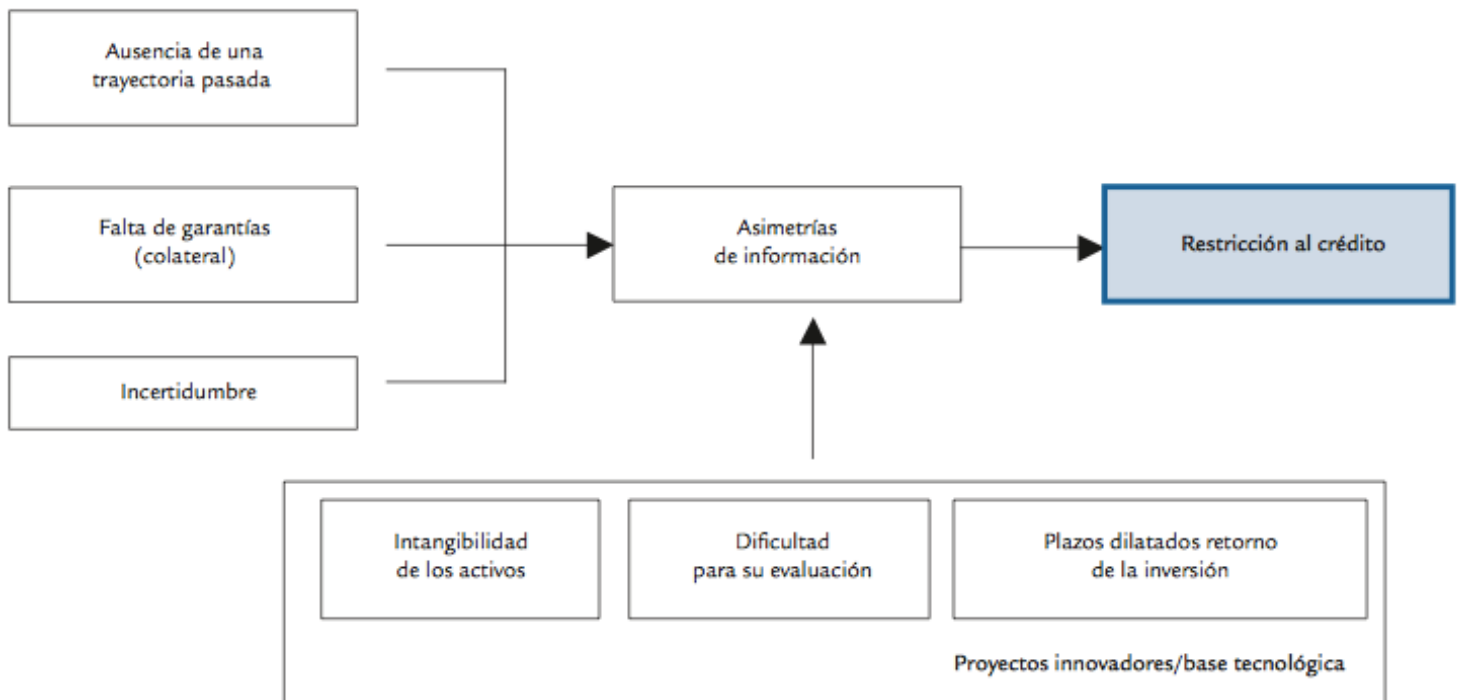 Ausencia de una
trayectoria pasada
Falta de garantías
(colateral)
Incertidumbre
Asimetrías
de información
Restricción al crédito
Intangibilidad
de los activos
Dificultad
para su evaluación
Plazos dilatados retorno
de la inversión
Proyectos innovadores/base tecnológica